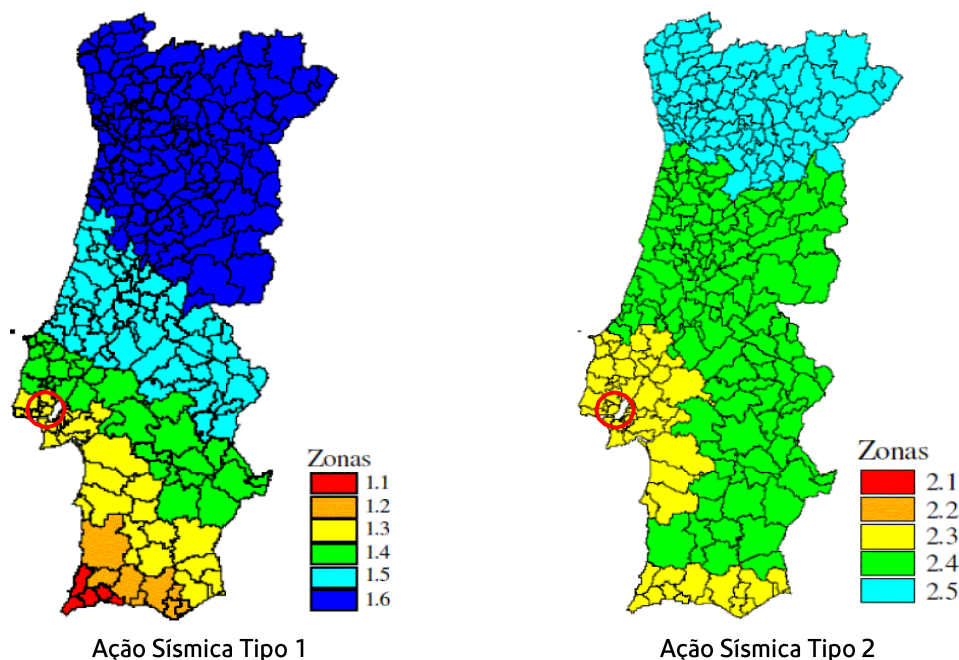 Zonas
1.1
1.2
1.3
1.4
1.5
1.6
Ação Sísmica Tipo 1
Zonas
2.1
2.2
2.3
2.4
2.5
Ação Sísmica Tipo 2